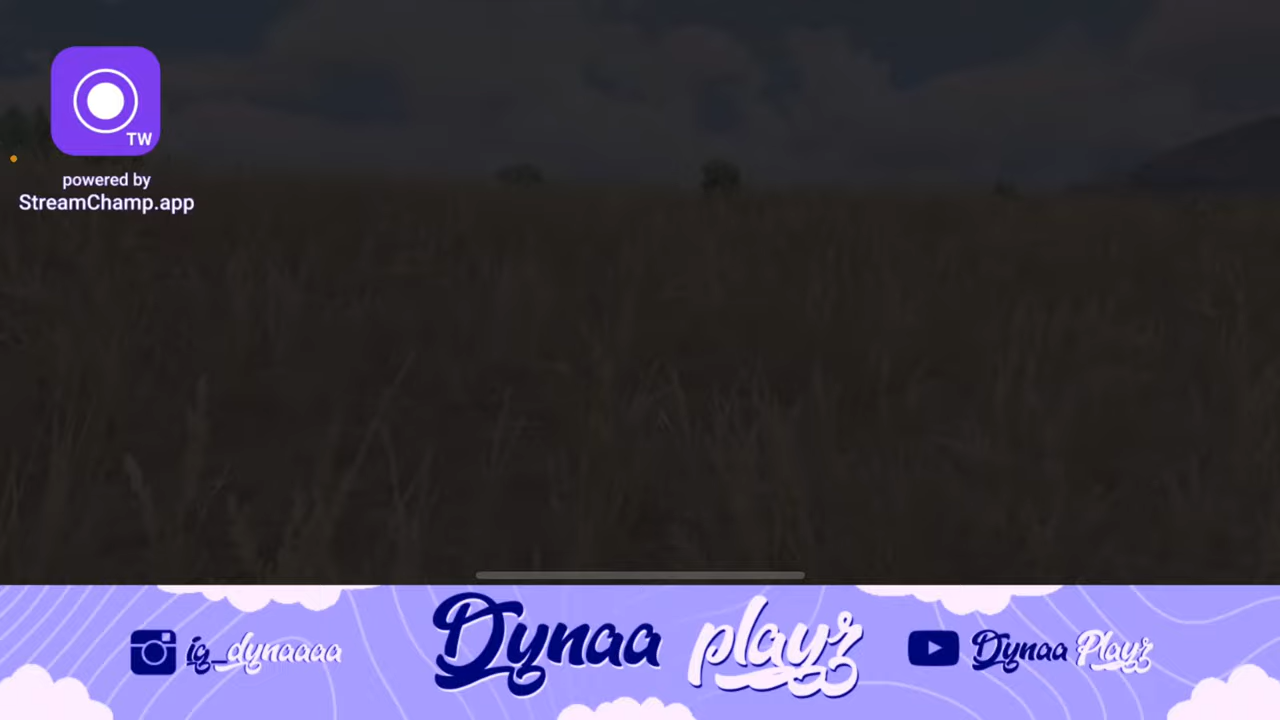 TW
powered by
StreamChamp.app
ig_dynaaaa
Dynaa playz
Dynaa Playz